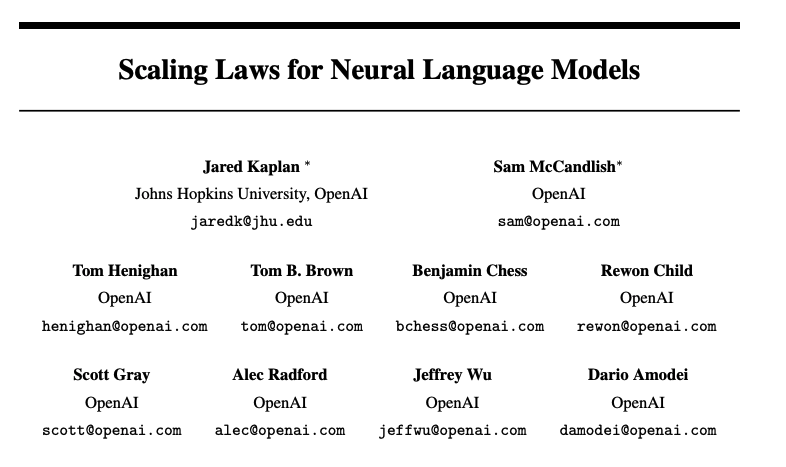 Scaling Laws for Neural Language Models
Jared Kaplan * Sam McCandlish*
Johns Hopkins University, OpenAI OpenAI
jaredk@jhu.edu sam@openai.com
Tom Henighan Tom B. Brown Benjamin Chess Rewon Child
OpenAI OpenAI OpenAI OpenAI
henighan@openai.com tom@openai.com bchess@openai.com rewon@openai.com
Scott Gray Alec Radford Jeffrey Wu Dario Amodei
OpenAI OpenAI OpenAI OpenAI
scott@openai.com alec@openai.com jeffwu@openai.com damodei@openai.com